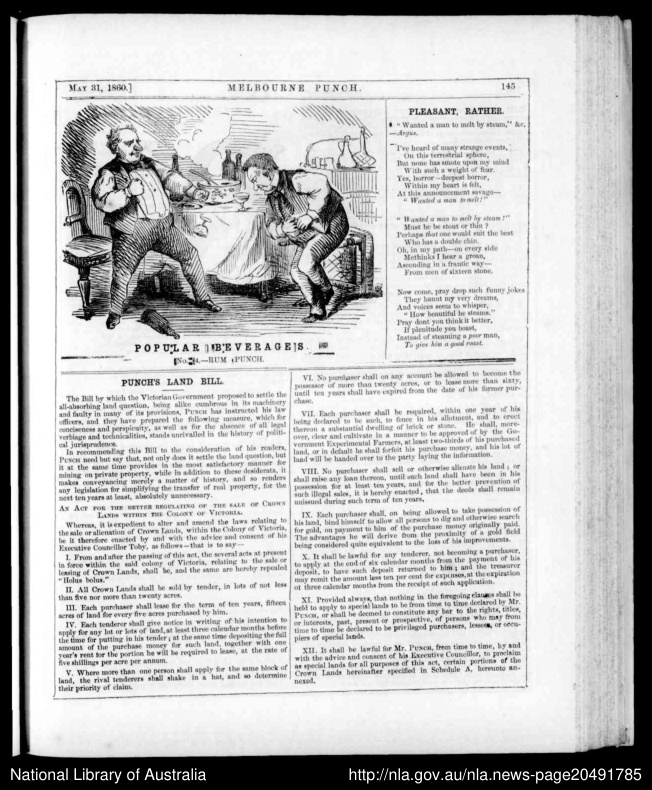 MAY 31, 1860.]
MELBOURNE PUNCH.
145
POPULAR BEVERAGES.
No. 4.—RUM PUNCH.
PLEASANT, RATHER.
"Wanted a man to melt by steam," &c,
—Argus.
I've heard of many strange events,
On this terrestrial sphere,
But none has smote upon my mind
With such a weight of fear.
Yes, horror—deepest horror,
Within my heart is felt,
At this announcement savage—
"Wanted a man to melt!"
"Wanted a man to melt by steam!"
Must he be stout or thin?
Perhaps that one would suit the best
Who has a double chin.
Oh, in my path—on every side
Methinks I hear a groan,
Ascending in a frantic way—
From men of sixteen stone.
Now come, pray drop such funny jokes
They haunt my very dreams,
And voices seem to whisper,
"How beautiful he steams."
Pray dont you think it better,
If plenitude you boast,
Instead of steaming a poor man,
To give him a good roast.
PUNCH'S LAND BILL.
The Bill by which the Victorian Government proposed to settle the
all-absorbing land question, being alike cumbrous in its machinery
and faulty in many of its provisions, PUNCH has instructed his law
officers, and they have prepared the following measure, which for
conciseness and perspicuity, as well as for the absence of all legal
verbiage and technicalities, stands unrivalled in the history of politi-
cal jurisprudence.
In recommending this Bill to the consideration of his readers,
PUNCH need but say that, not only does it settle the land question, but
it at the same time provides in the most satisfactory manner for
mining on private property, while in addition to these desiderata, it
makes conveyancing merely a matter of history, and so renders
any legislation for simplifying the transfer of real property, for the
next ten years at least, absolutely unnecessary.
AN ACT FOR THE BETTER REGULATING OF THE SALE OF CROWN
LANDS WITHIN THE COLONY OF VICTORIA.
Whereas, it is expedient to alter and amend the laws relating to
the sale or alienation of Crown Lands, within the Colony of Victoria,
be it therefore enacted by and with the advice and consent of his
Executive Councillor Toby, as follows—that is to say—
I. From and after the passing of this act, the several acts at present
in force within the said colony of Victoria, relating to the sale or
leasing of Crown Lands, shall be, and the same are hereby repealed
"Holus bolus."
II. All Crown Lands shall be sold by tender, in lots of not less
than five nor more than twenty acres.
III. Each purchaser shall lease for the term of ten years, fifteen
acres of land for every five acres purchased by him.
IV. Each tenderer shall give notice in writing of his intention to
apply for any lot or lots of land, at least three calendar months before
the time for putting in his tender; at the same time depositing the full
amount of the purchase money for such land, together with one
year's rent for the portion he will be required to lease, at the rate of
five shillings per acre per annum.
V. Where more than one person shall apply for the same block of
land, the rival tenderers shall shake in a hat, and so determine
their priority of claim.
VI. No purchaser shall on any account be allowed to become the
possessor of more than twenty acres, or to lease more than sixty,
until ten years shall have expired from the date of his former pur-
chase.
VII. Each purchaser shall be required, within one year of his
being declared to be such, to fence in his allotment, and to erect
thereon a substantial dwelling of brick or stone. He shall, more-
over, clear and cultivate in a manner to be approved of by the Go-
vernment Experimental Farmers, at least two-thirds of his purchased
land, or in default he shall forfeit his purchase money, and his lot of
land will be handed over to the party laying the information.
VIII. No purchaser shall sell or otherwise alienate his land; or
shall raise any loan thereon, until such land shall have been in his
possession for at least ten years, and for the better prevention of
such illegal sales, it is hereby enacted, that the deeds shall remain
unissued during such term of ten years.
IX. Each purchaser shall, on being allowed to take possession of
his land, bind himself to allow all persons to dig and otherwise search
for gold, on payment to him of the purchase money originally paid.
The advantages he will derive from the proximity of a gold field
being considered quite equivalent to the loss of his improvements.
X. It shall be lawful for any tenderer, not becoming a purchaser,
to apply at the end of six calendar months from the payment of his
deposit, to have such deposit returned to him; and the treasurer
may remit the amount less ten per cent for expenses, at the expiration
of three calendar months from the receipt of such application.
XI. Provided always, that nothing in the foregoing clauses shall be
held to apply to special lands to be from time to time declared by Mr.
PUNCH, or shall be deemed to constitute any bar to the rights, titles,
or interests, past, present or prospective, of persons who may from
time to time be declared to be privileged purchasers, lessees, or occu-
piers of special lands.
XII. It shall be lawful for Mr. PUNCH, from time to time, by and
with the advice and consent of his Executive Councillor, to proclaim
as special lands for all purposes of this act, certain portions of the
Crown Lands hereinafter specified in Schedule A, hereunto an-
nexed.
National Library of Australia
http://nla.gov.au/nla.news-page20491785